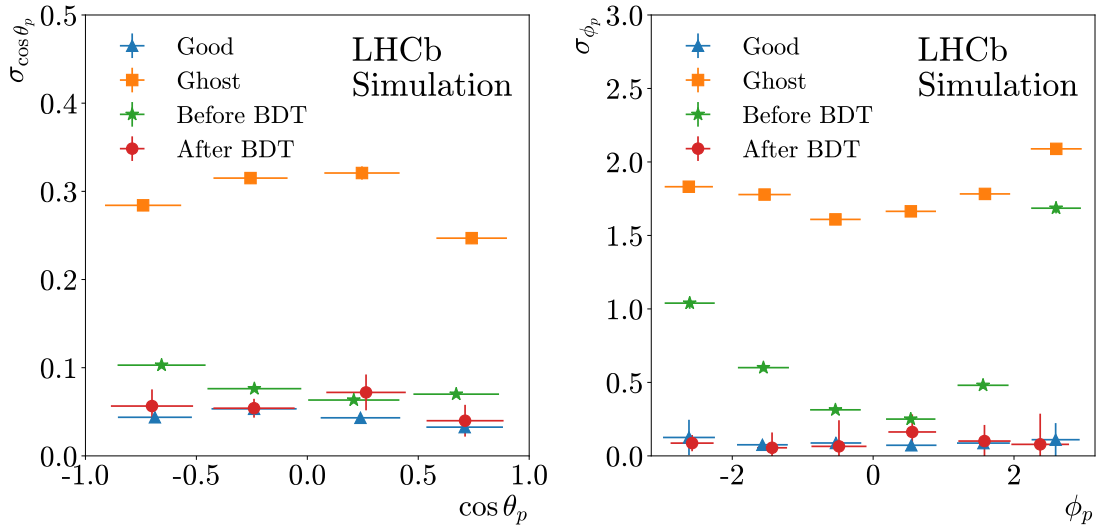 σcos θp
0.5
0.4
0.3
0.2
0.1
0.0
Good
Ghost
Before BDT
After BDT
LHCb
Simulation
-1.0 -0.5 0.0 0.5 1.0
cos θp
σϕp
3.0
2.5
2.0
1.5
1.0
0.5
0.0
Good
Ghost
Before BDT
After BDT
LHCb
Simulation
-2 0 2
ϕp